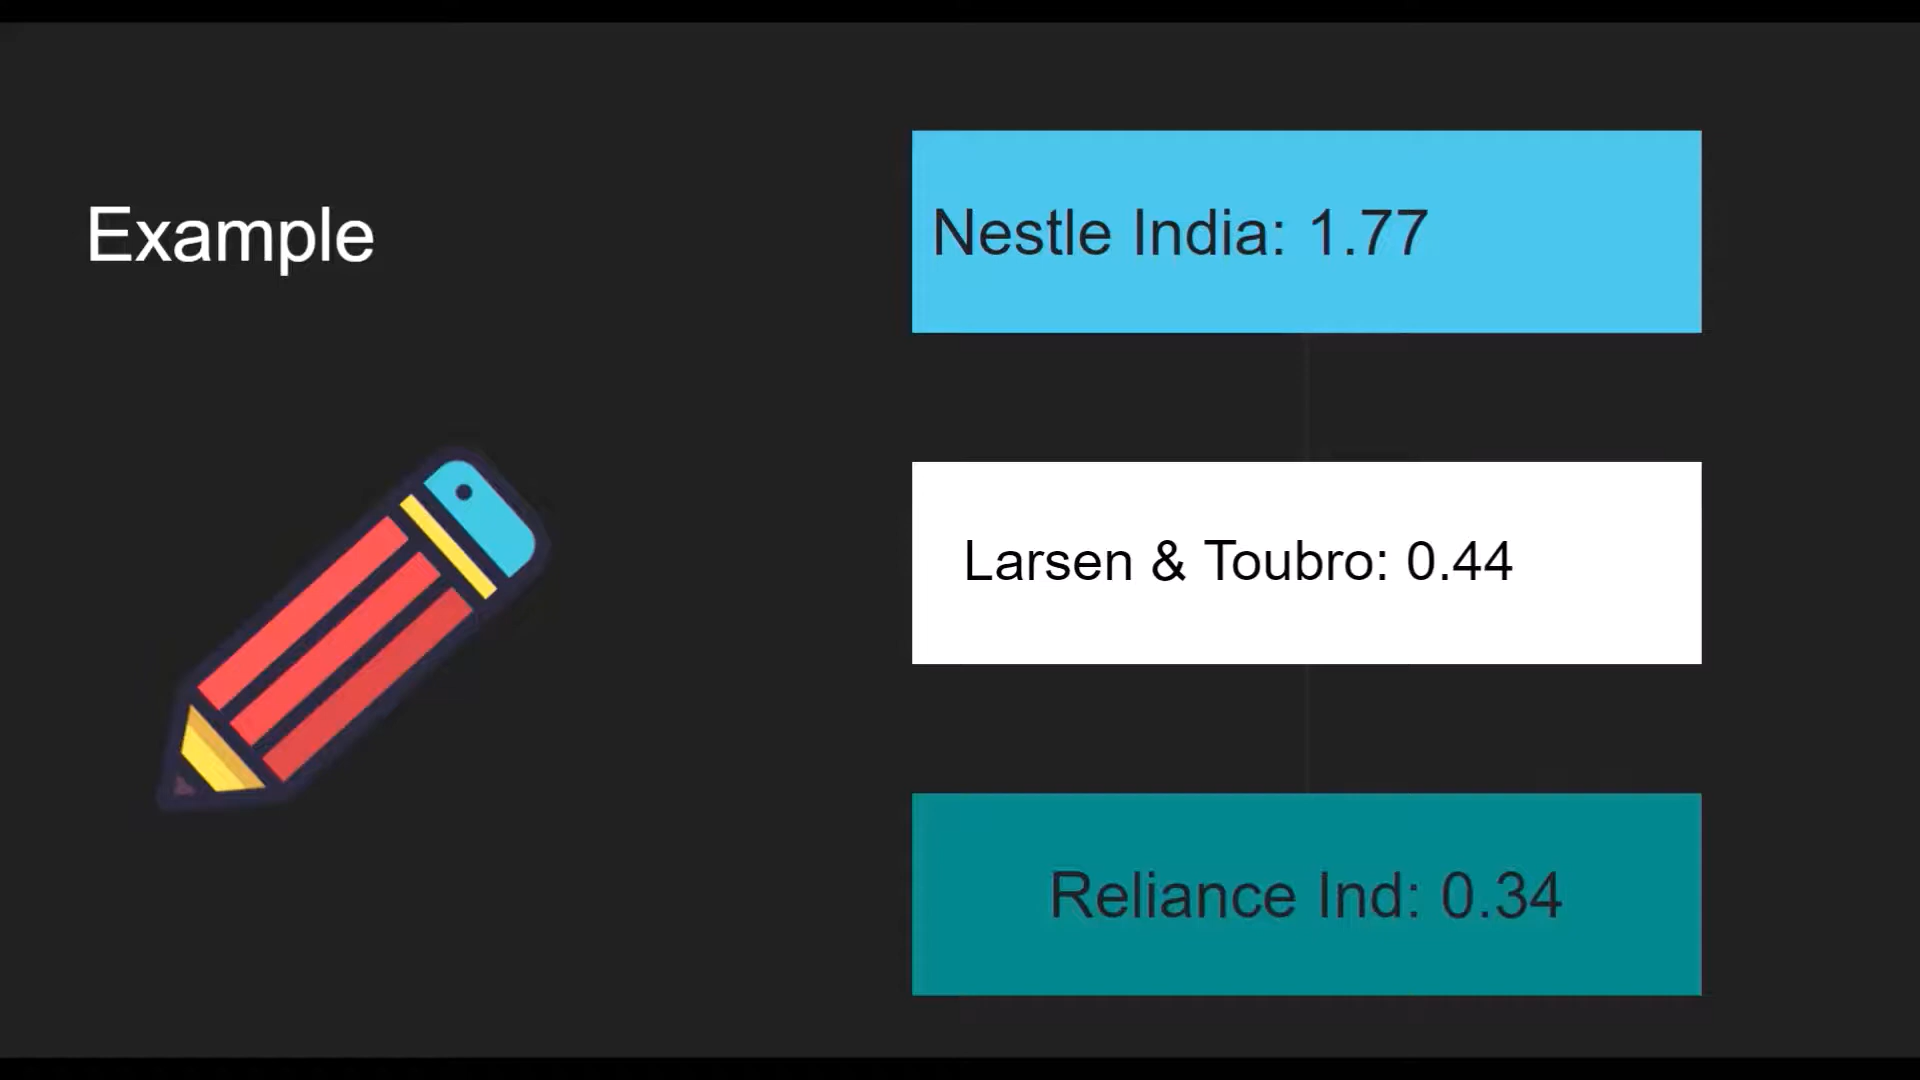 Example
Nestle India: 1.77
Larsen & Toubro: 0.44
Reliance Ind: 0.34